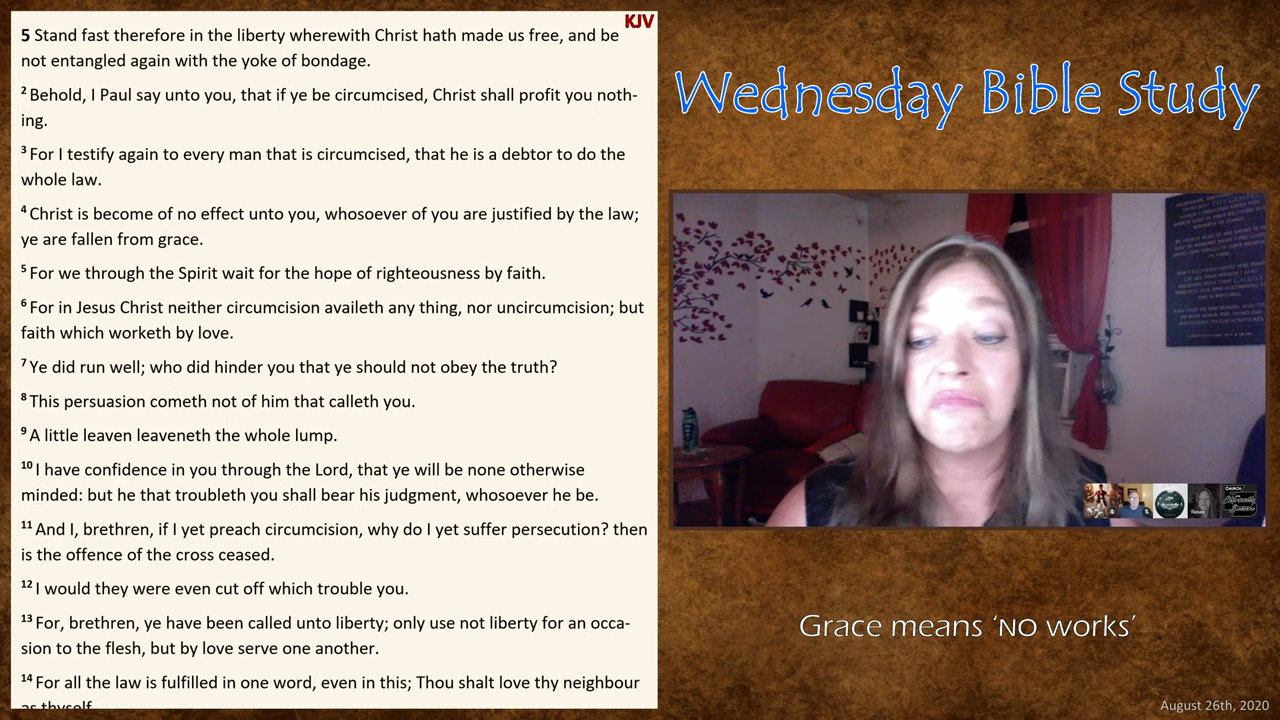 KJV
5 Stand fast therefore in the liberty wherewith Christ hath made us free, and be
not entangled again with the yoke of bondage.
2 Behold, I Paul say unto you, that if ye be circumcised, Christ shall profit you noth-
ing.
3 For I testify again to every man that is circumcised, that he is a debtor to do the
whole law.
4 Christ is become of no effect unto you, whosoever of you are justified by the law;
ye are fallen from grace.
5 For we through the Spirit wait for the hope of righteousness by faith.
6 For in Jesus Christ neither circumcision availeth any thing, nor uncircumcision; but
faith which worketh by love.
7 Ye did run well; who did hinder you that ye should not obey the truth?
8 This persuasion cometh not of him that calleth you.
9 A little leaven leaveneth the whole lump.
10 I have confidence in you through the Lord, that ye will be none otherwise
minded: but he that troubleth you shall bear his judgment, whosoever he be.
11 And I, brethren, if I yet preach circumcision, why do I yet suffer persecution? then
is the offence of the cross ceased.
12 I would they were even cut off which trouble you.
13 For, brethren, ye have been called unto liberty; only use not liberty for an occa-
sion to the flesh, but by love serve one another.
14 For all the law is fulfilled in one word, even in this; Thou shalt love thy neighbour
as thyself
Wednesday Bible Study
Grace means ‘NO works’
August 26th, 2020